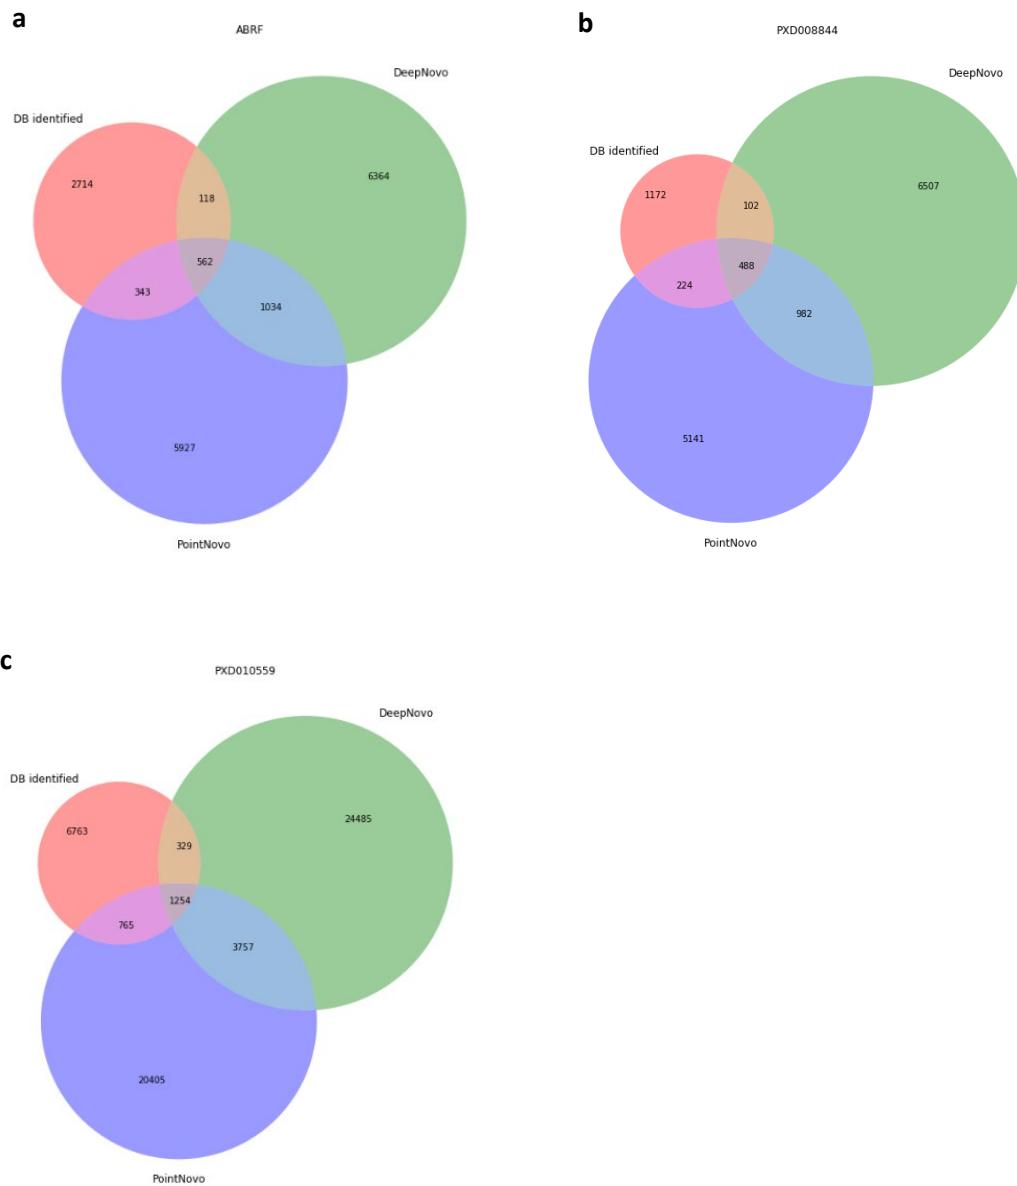 a
ABRF
DeepNovo
DB identified
2714
118
6364
562
343
1034
5927
PointNovo
b
PXD008844
DeepNovo
DB identified
1172
102
6507
488
224
982
5141
PointNovo
c
PXD010559
DeepNovo
DB identified
6763
329
24485
1254
765
3757
20405
PointNovo